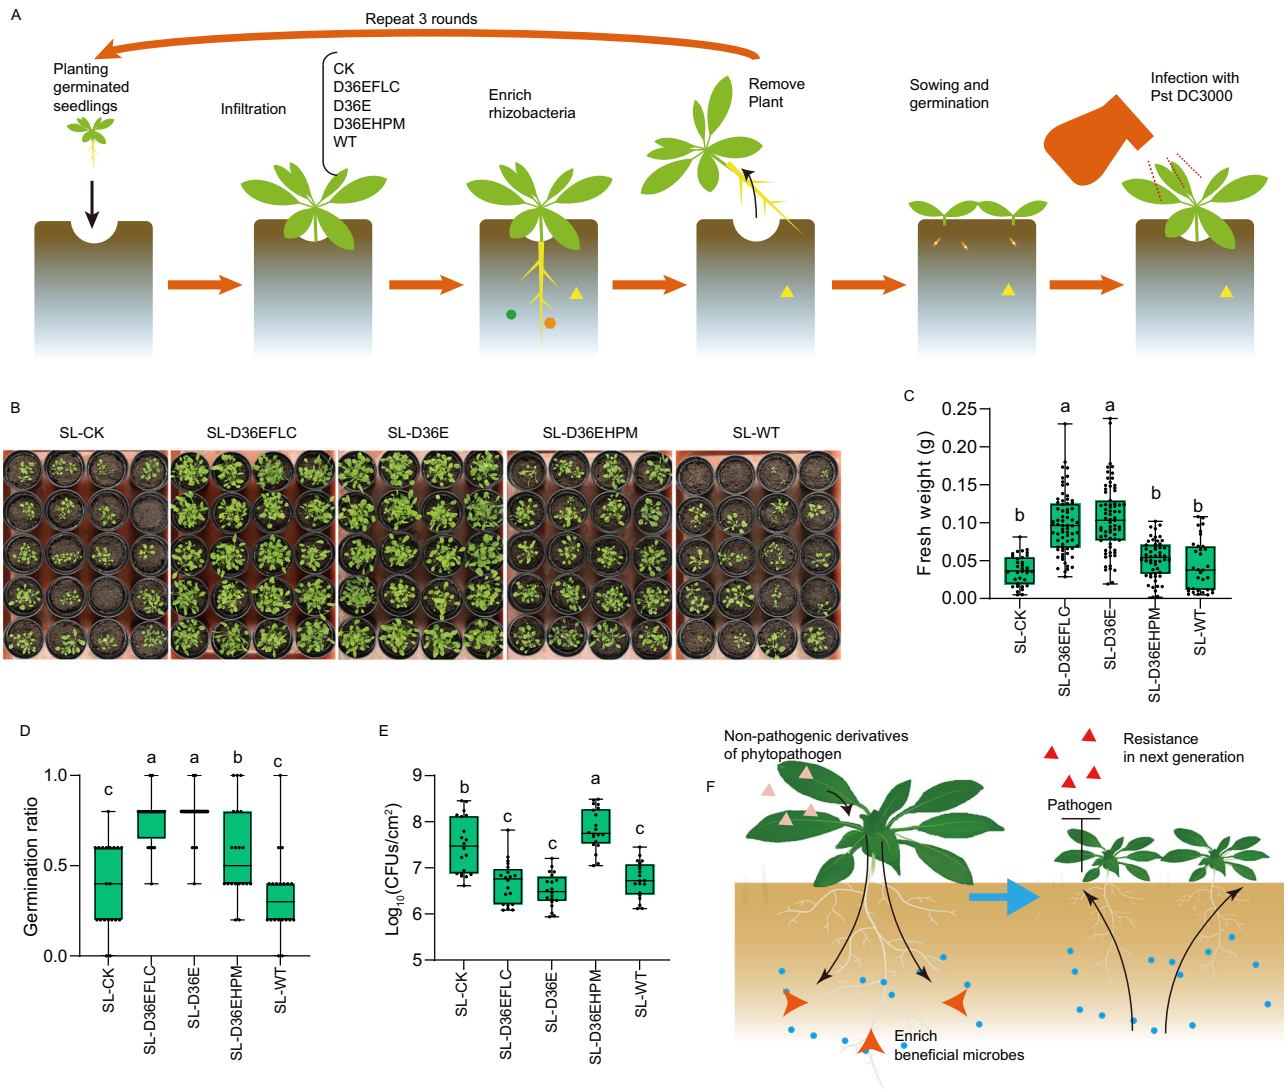 A
Repeat 3 rounds
Planting
germinated
seedlings
Infiltration
CK
D36EFLC
D36E
D36EHPM
WT
Enrich
rhizobacteria
Remove
Plant
Sowing and
germination
Infection with
Pst DC3000
B
SL-CK
SL-D36EFLC
SL-D36E
SL-D36EHPM
SL-WT
C
Fresh weight (g)
0.25
0.20
0.15
0.10
0.05
0.00
b
a
a
b
b
SL-CK
SL-D36EFLC
SL-D36E
SL-D36EHPM
SL-WT
D
Germination ratio
1.0
0.5
0.0
c
a
a
b
c
SL-CK
SL-D36EFLC
SL-D36E
SL-D36EHPM
SL-WT
E
Log10(CFUs/cm2)
9
8
7
6
5
b
c
c
a
c
SL-CK
SL-D36EFLC
SL-D36E
SL-D36EHPM
SL-WT
F
Non-pathogenic derivatives
of phytopathogen
Resistance
in next generation
Pathogen
Enrich
beneficial microbes